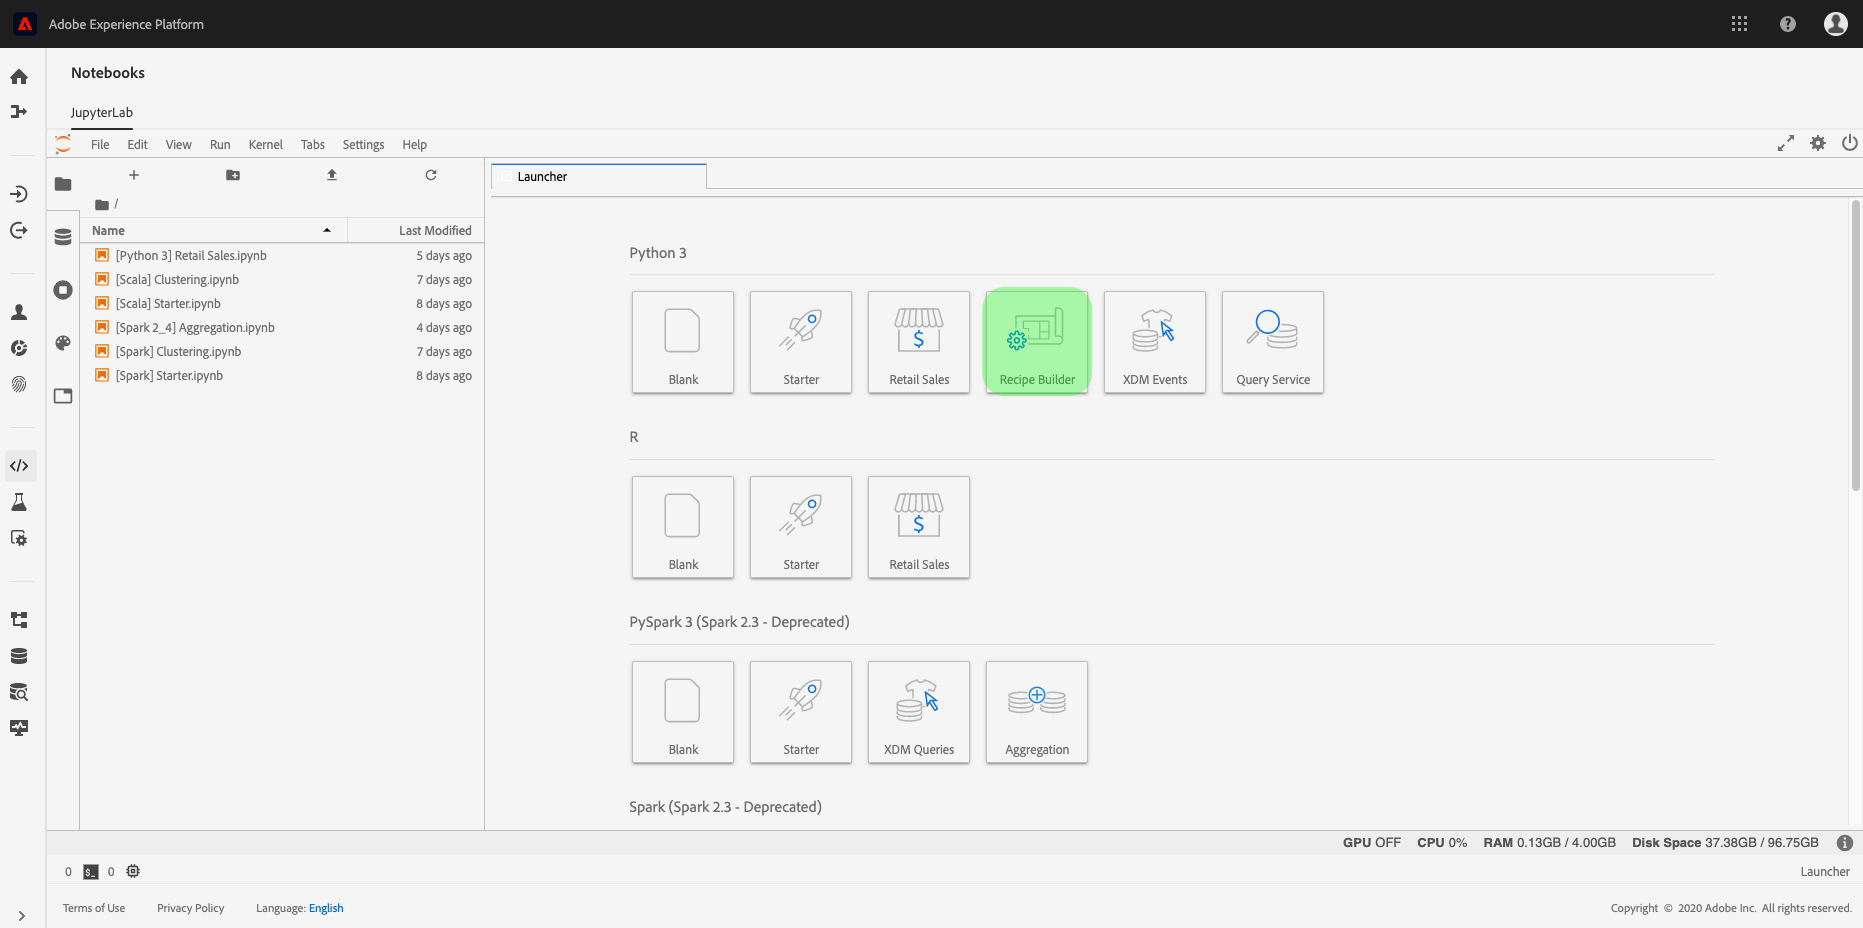 Adobe Experience Platform
Notebooks
JupyterLab
File Edit View Run Kernel Tabs Settings Help
/
Name Last Modified
[Python 3] Retail Sales.ipynb 5 days ago
[Scala] Clustering.ipynb 7 days ago
[Scala] Starter.ipynb 8 days ago
[Spark 2_4] Aggregation.ipynb 4 days ago
[Spark] Clustering.ipynb 7 days ago
[Spark] Starter.ipynb 8 days ago
Launcher
Python 3
Blank Starter Retail Sales Recipe Builder XDM Events Query Service
R
Blank Starter Retail Sales
PySpark 3 (Spark 2.3 - Deprecated)
Blank Starter XDM Queries Aggregation
Spark (Spark 2.3 - Deprecated)
GPU OFF CPU 0% RAM 0.13GB / 4.00GB Disk Space 37.38GB / 96.75GB
0 $_ 0 Launcher
Terms of Use Privacy Policy Language: English Copyright © 2020 Adobe Inc. All rights reserved.